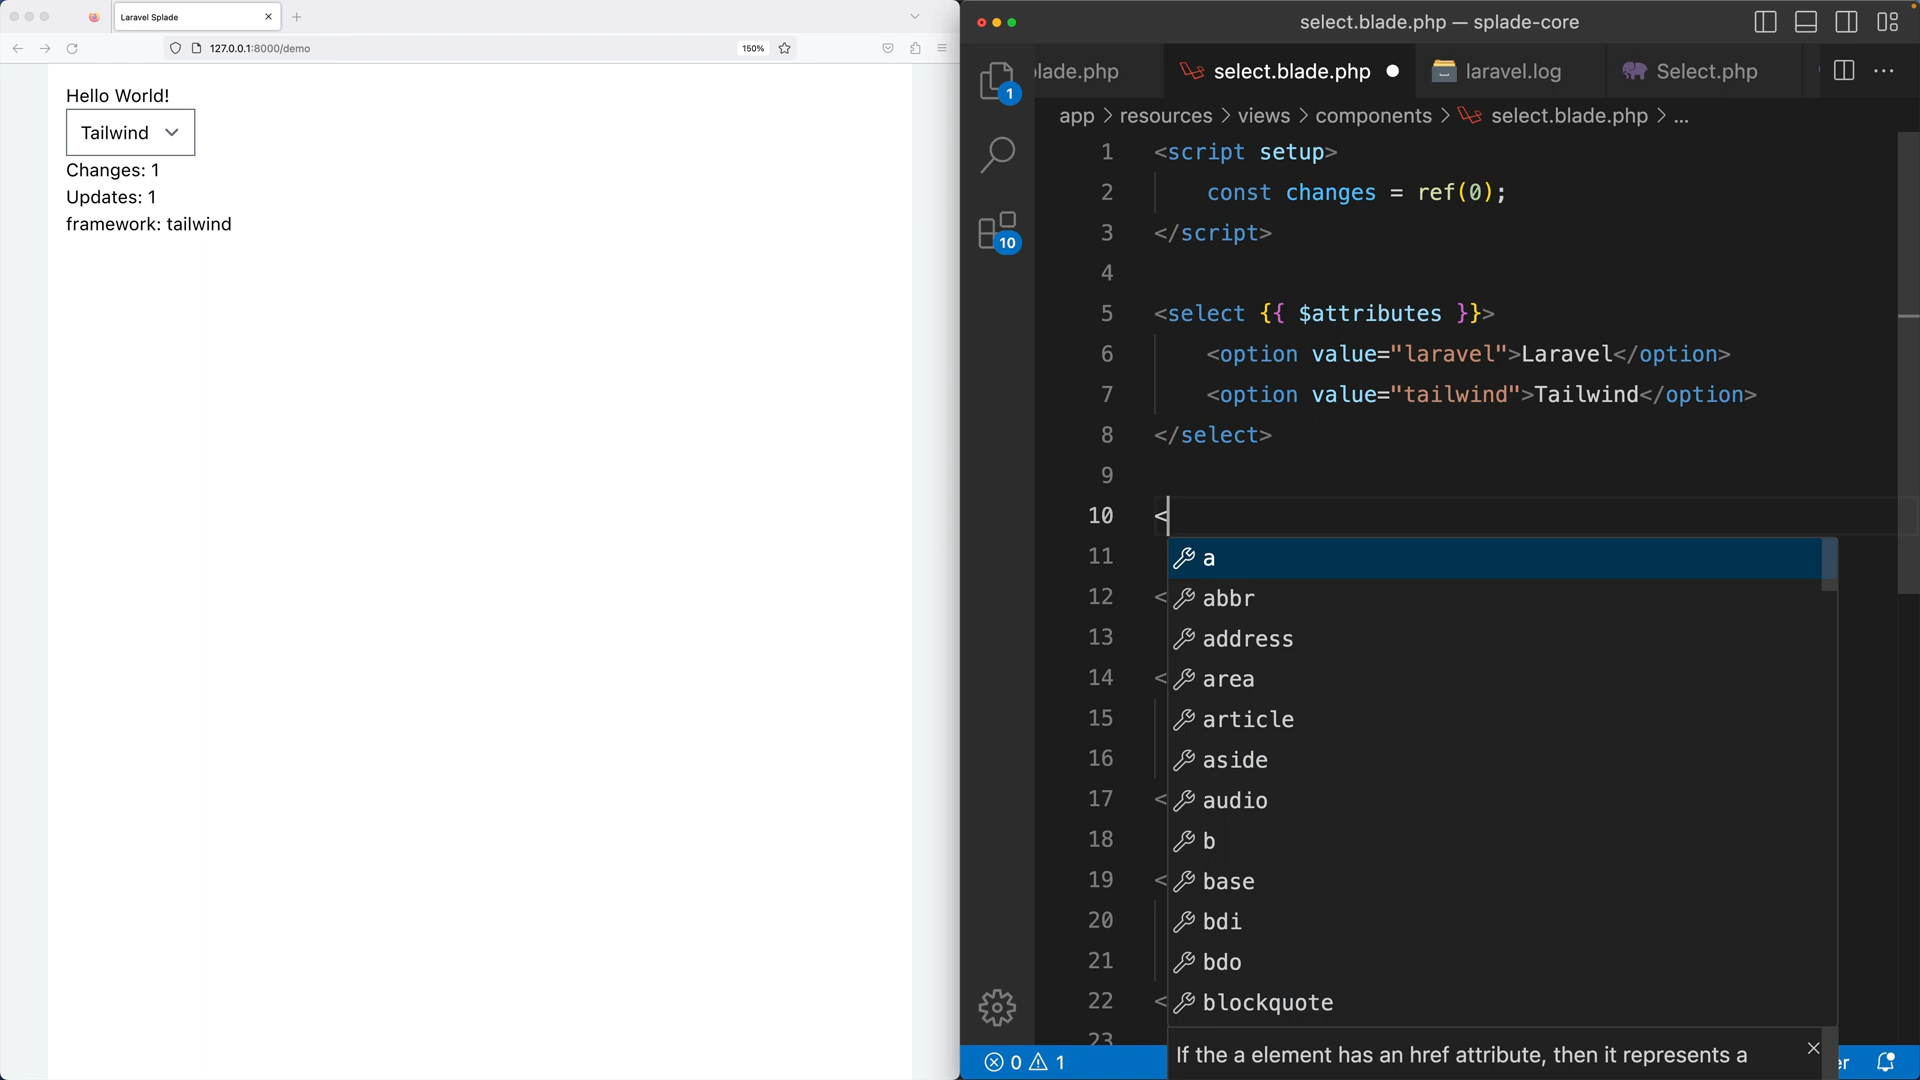 Laravel Splade
127.0.0.1:8000/demo
150%
Hello World!
Tailwind
Changes: 1
Updates: 1
framework: tailwind
select.blade.php — splade-core
lade.php
select.blade.php
laravel.log
Select.php
app > resources > views > components > select.blade.php > ...
1
10
1 <script setup>
2 const changes = ref(0);
3 </script>
4
5 <select {{ $attributes }}>
6 <option value="laravel">Laravel</option>
7 <option value="tailwind">Tailwind</option>
8 </select>
9
10 <
11 a
12 < abbr
13 address
14 < area
15 article
16 aside
17 < audio
18 b
19 < base
20 bdi
21 bdo
22 < blockquote
23
If the a element has an href attribute, then it represents a
0 1
er